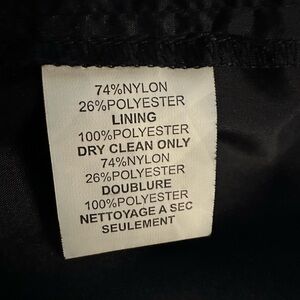 74%NYLON
26%POLYESTER
LINING
100%POLYESTER
DRY CLEAN ONLY
74%NYLON
26%POLYESTER
DOUBLURE
100%POLYESTER
NETTOYAGE A SEC
SEULEMENT